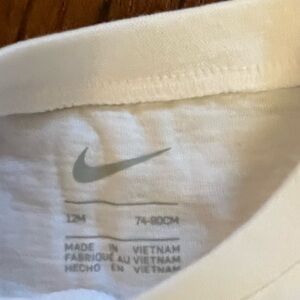 12M 74-80CM
MADE IN VIETNAM
FABRIQUÉ AU VIETNAM
HECHO EN VIETNAM